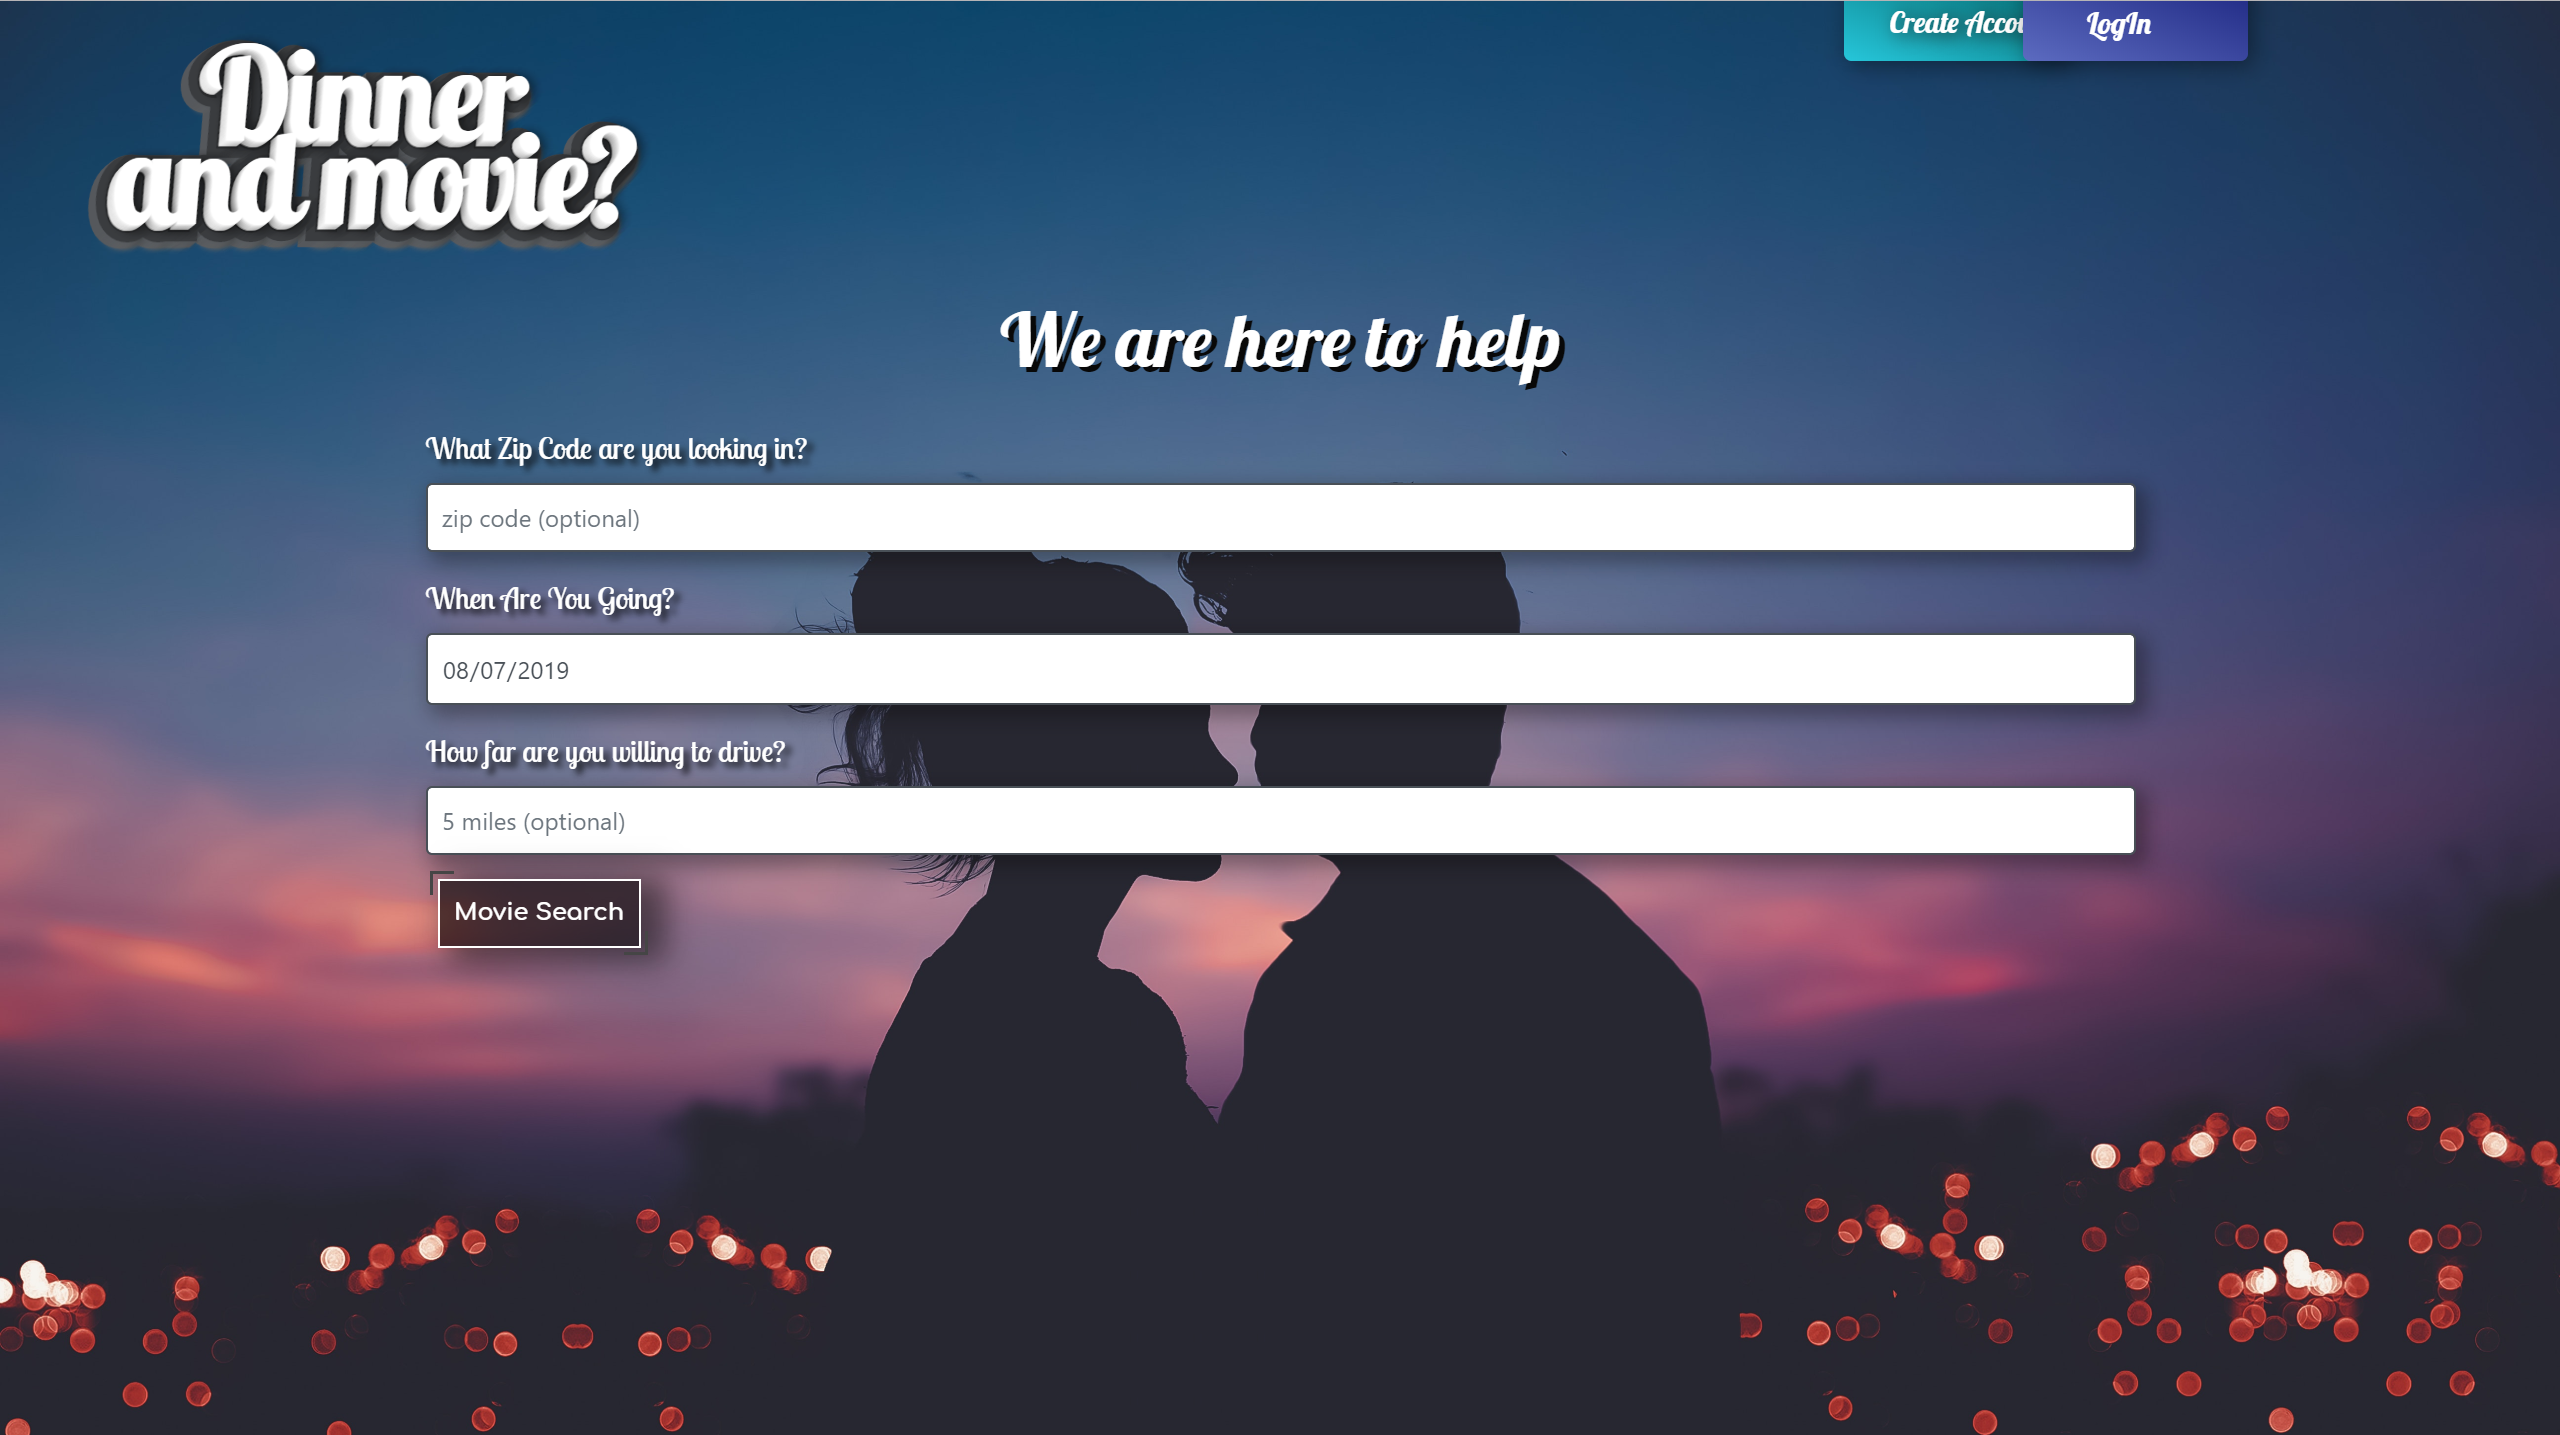 Create Accou
LogIn
Dinner
and movie?
We are here to help
What Zip Code are you looking in?
zip code (optional)
When Are You Going?
08/07/2019
How far are you willing to drive?
5 miles (optional)
Movie Search